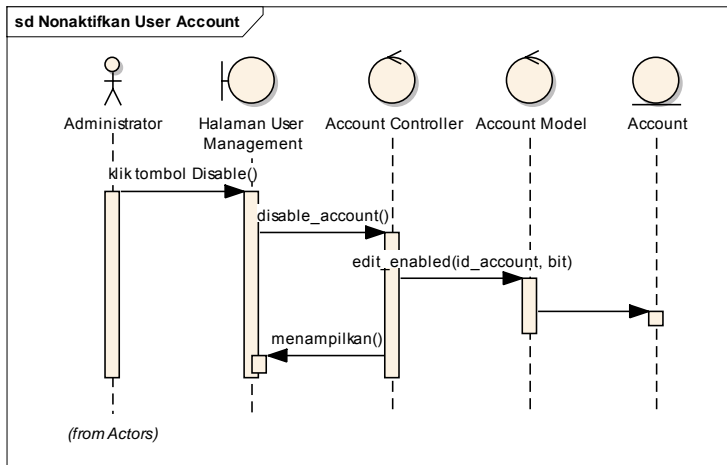 sd Nonaktifkan User Account
Administrator
Halaman User
Management
Account Controller
Account Model
Account
klik tombol Disable()
disable_account()
edit_enabled(id_account, bit)
menampilkan()
(from Actors)